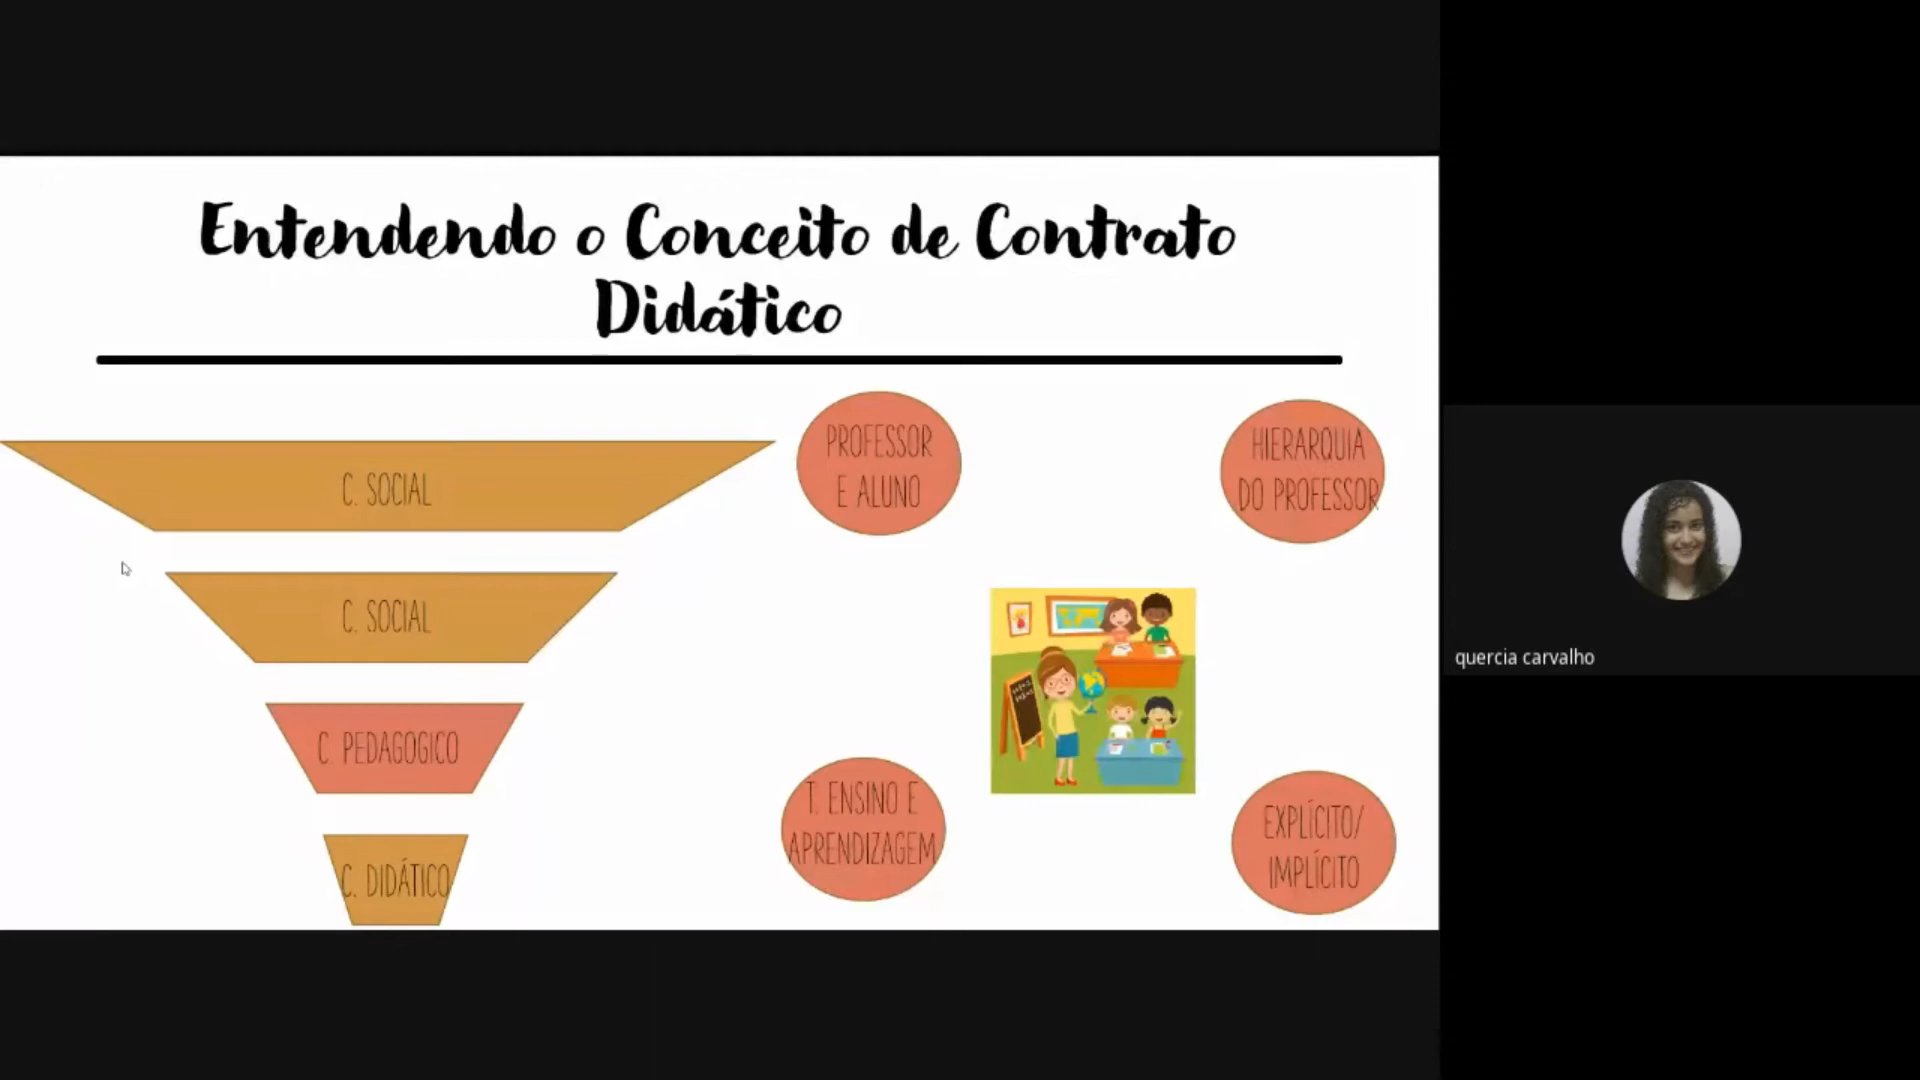 Entendendo o Conceito de Contrato
Didático
C. SOCIAL
C. SOCIAL
C. PEDAGOGICO
C. DIDÁTICO
PROFESSOR
E ALUNO
HIERARQUIA
DO PROFESSOR
T. ENSINO E
APRENDIZAGEM
EXPLÍCITO/
IMPLÍCITO
quercia carvalho